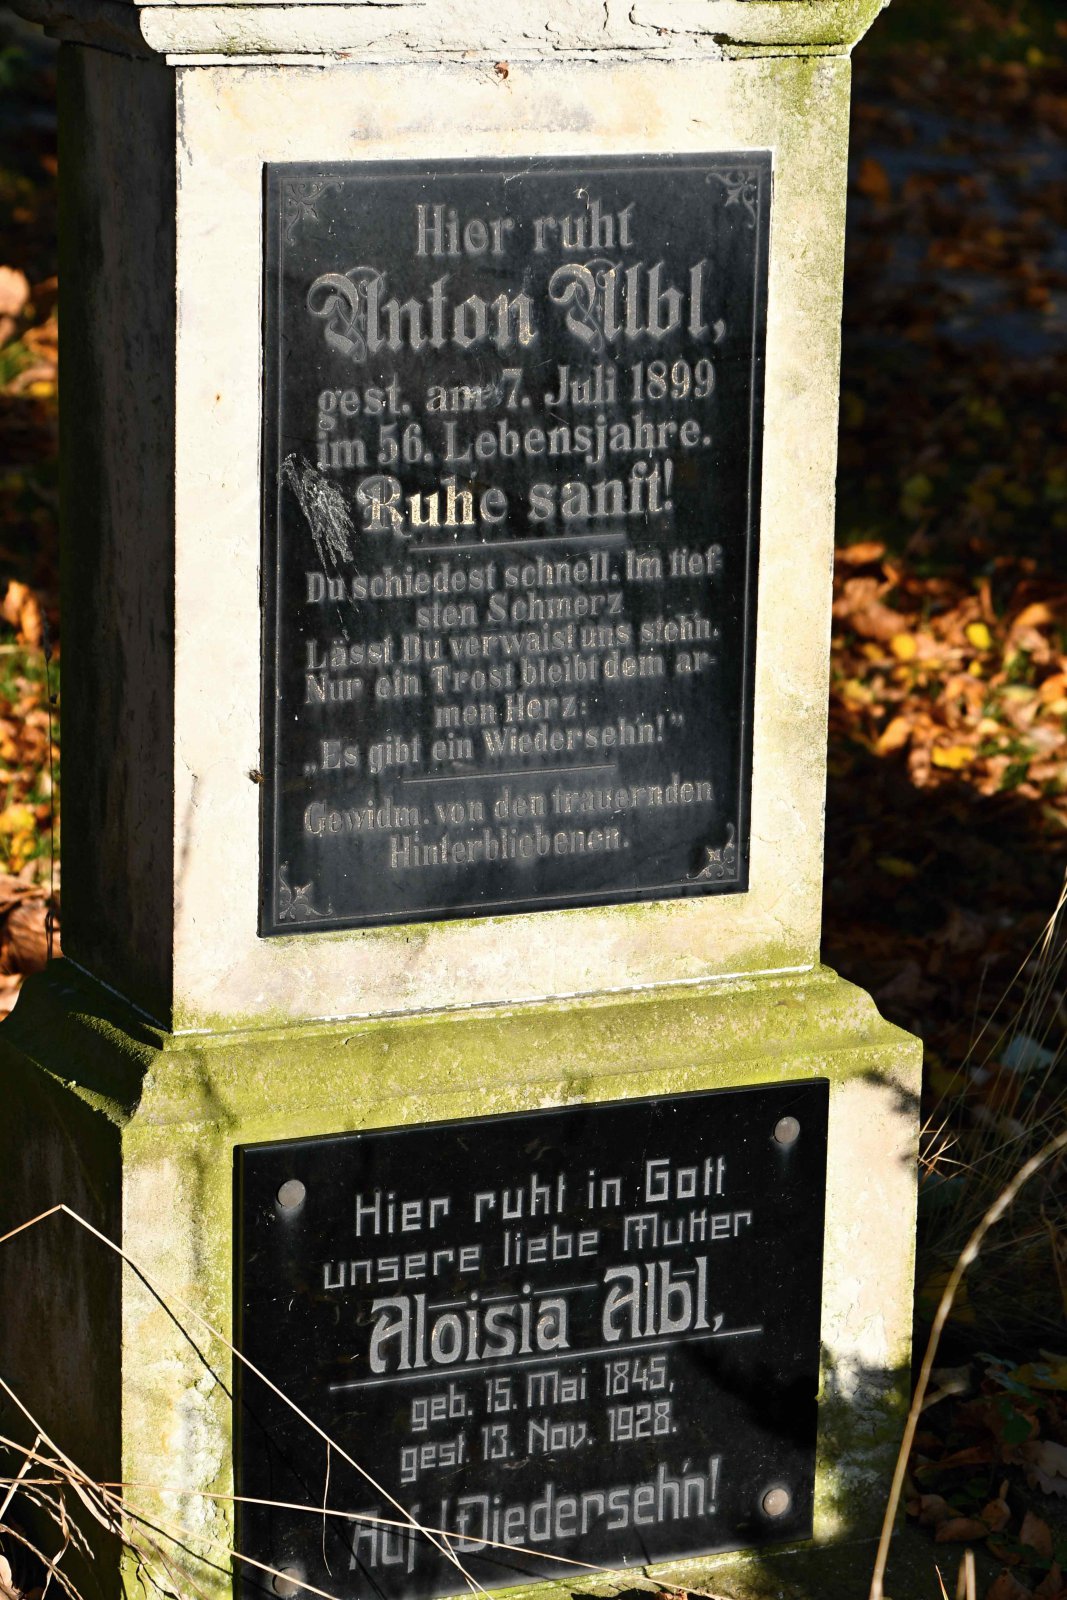 Hier ruht
Anton Albl,
gest. am 7. Juli 1899
im 56. Lebensjahre.
Ruhe sanft!
Du schiedest schnell. Im tief-
sten Schmerz
Lässt Du verwaist uns stehn.
Nur ein Trost bleibt dem ar-
men Herz:
„Es gibt ein Wiedersehn!”
Gewidm. von den trauernden
Hinterbliebenen.
Hier ruht in Gott
unsere liebe Mutter
Aloisia Albl,
geb. 15. Mai 1845,
gest. 13. Nov. 1928.
Auf Wiedersehn!